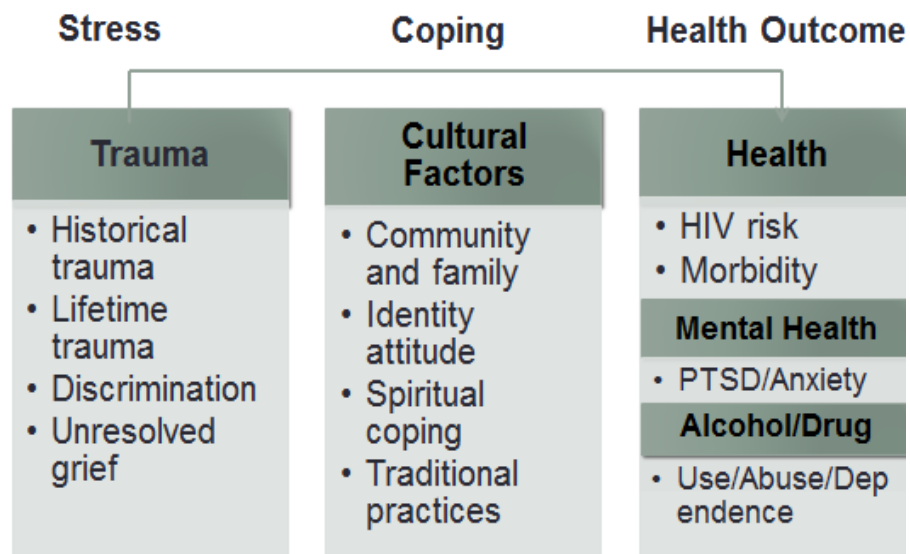 Stress
Coping
Health Outcome
Trauma
• Historical
trauma
• Lifetime
trauma
• Discrimination
• Unresolved
grief
Cultural
Factors
• Community
and family
• Identity
attitude
• Spiritual
coping
• Traditional
practices
Health
• HIV risk
• Morbidity
Mental Health
• PTSD/Anxiety
Alcohol/Drug
• Use/Abuse/Dep
endence